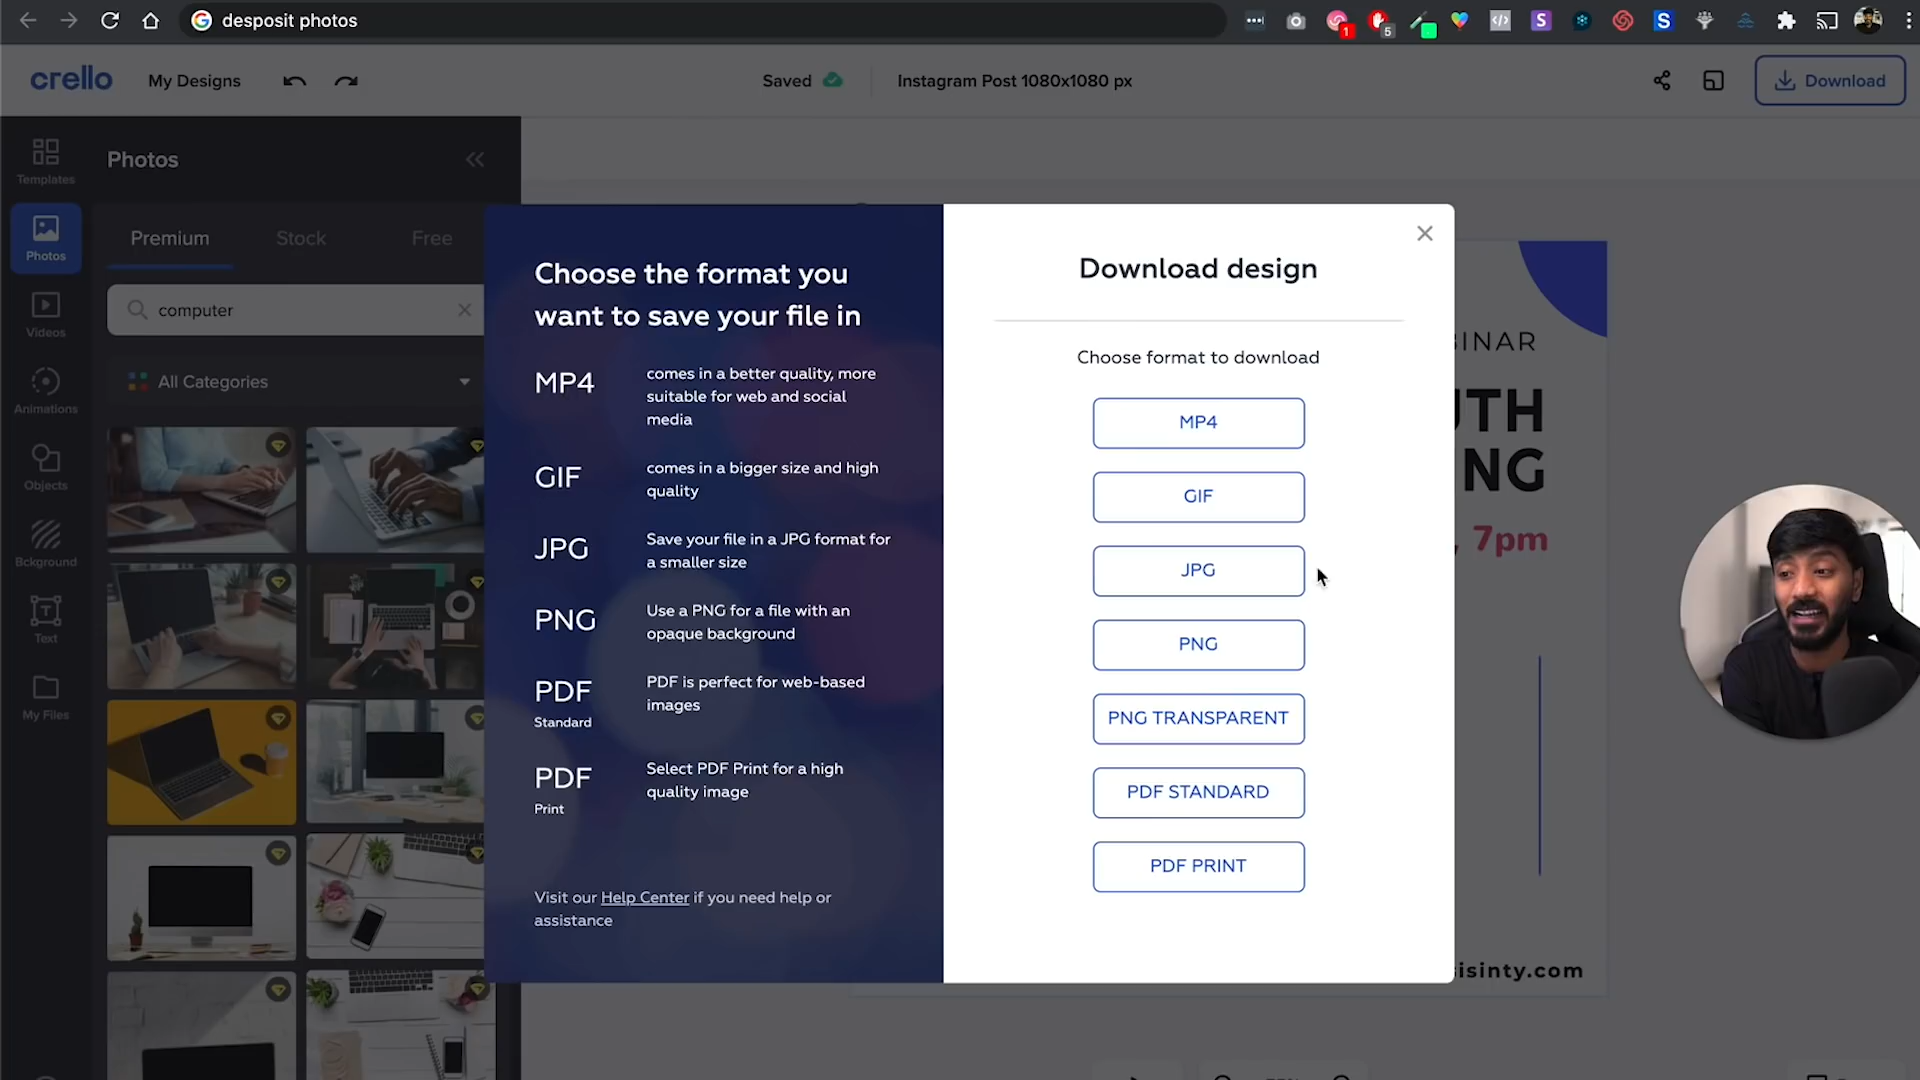 desposit photos
1
5
S
S
crello
My Designs
Saved
Instagram Post 1080x1080 px
Download
Templates
Photos
Videos
Animations
Objects
Bckground
Text
My Files
Photos
Premium
Stock
Free
computer
All Categories
Choose the format you
want to save your file in
MP4
comes in a better quality, more
suitable for web and social
media
GIF
comes in a bigger size and high
quality
JPG
Save your file in a JPG format for
a smaller size
PNG
Use a PNG for a file with an
opaque background
PDF
Standard
PDF is perfect for web-based
images
PDF
Print
Select PDF Print for a high
quality image
Visit our Help Center if you need help or
assistance
Download design
Choose format to download
MP4
GIF
JPG
PNG
PNG TRANSPARENT
PDF STANDARD
PDF PRINT
INAR
UTH
NG
, 7pm
isinty.com